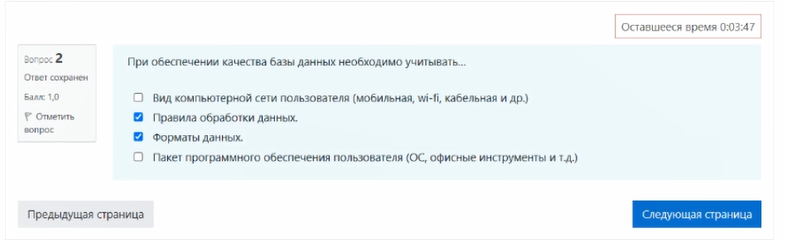 Оставшееся время 0:03:47
Вопрос 2
Ответ сохранен
Балл: 1,0
Отметить
вопрос
При обеспечении качества базы данных необходимо учитывать...
Вид компьютерной сети пользователя (мобильная, wi-fi, кабельная и др.)
Правила обработки данных.
Форматы данных.
Пакет программного обеспечения пользователя (ОС, офисные инструменты и т.д.)
Предыдущая страница
Следующая страница